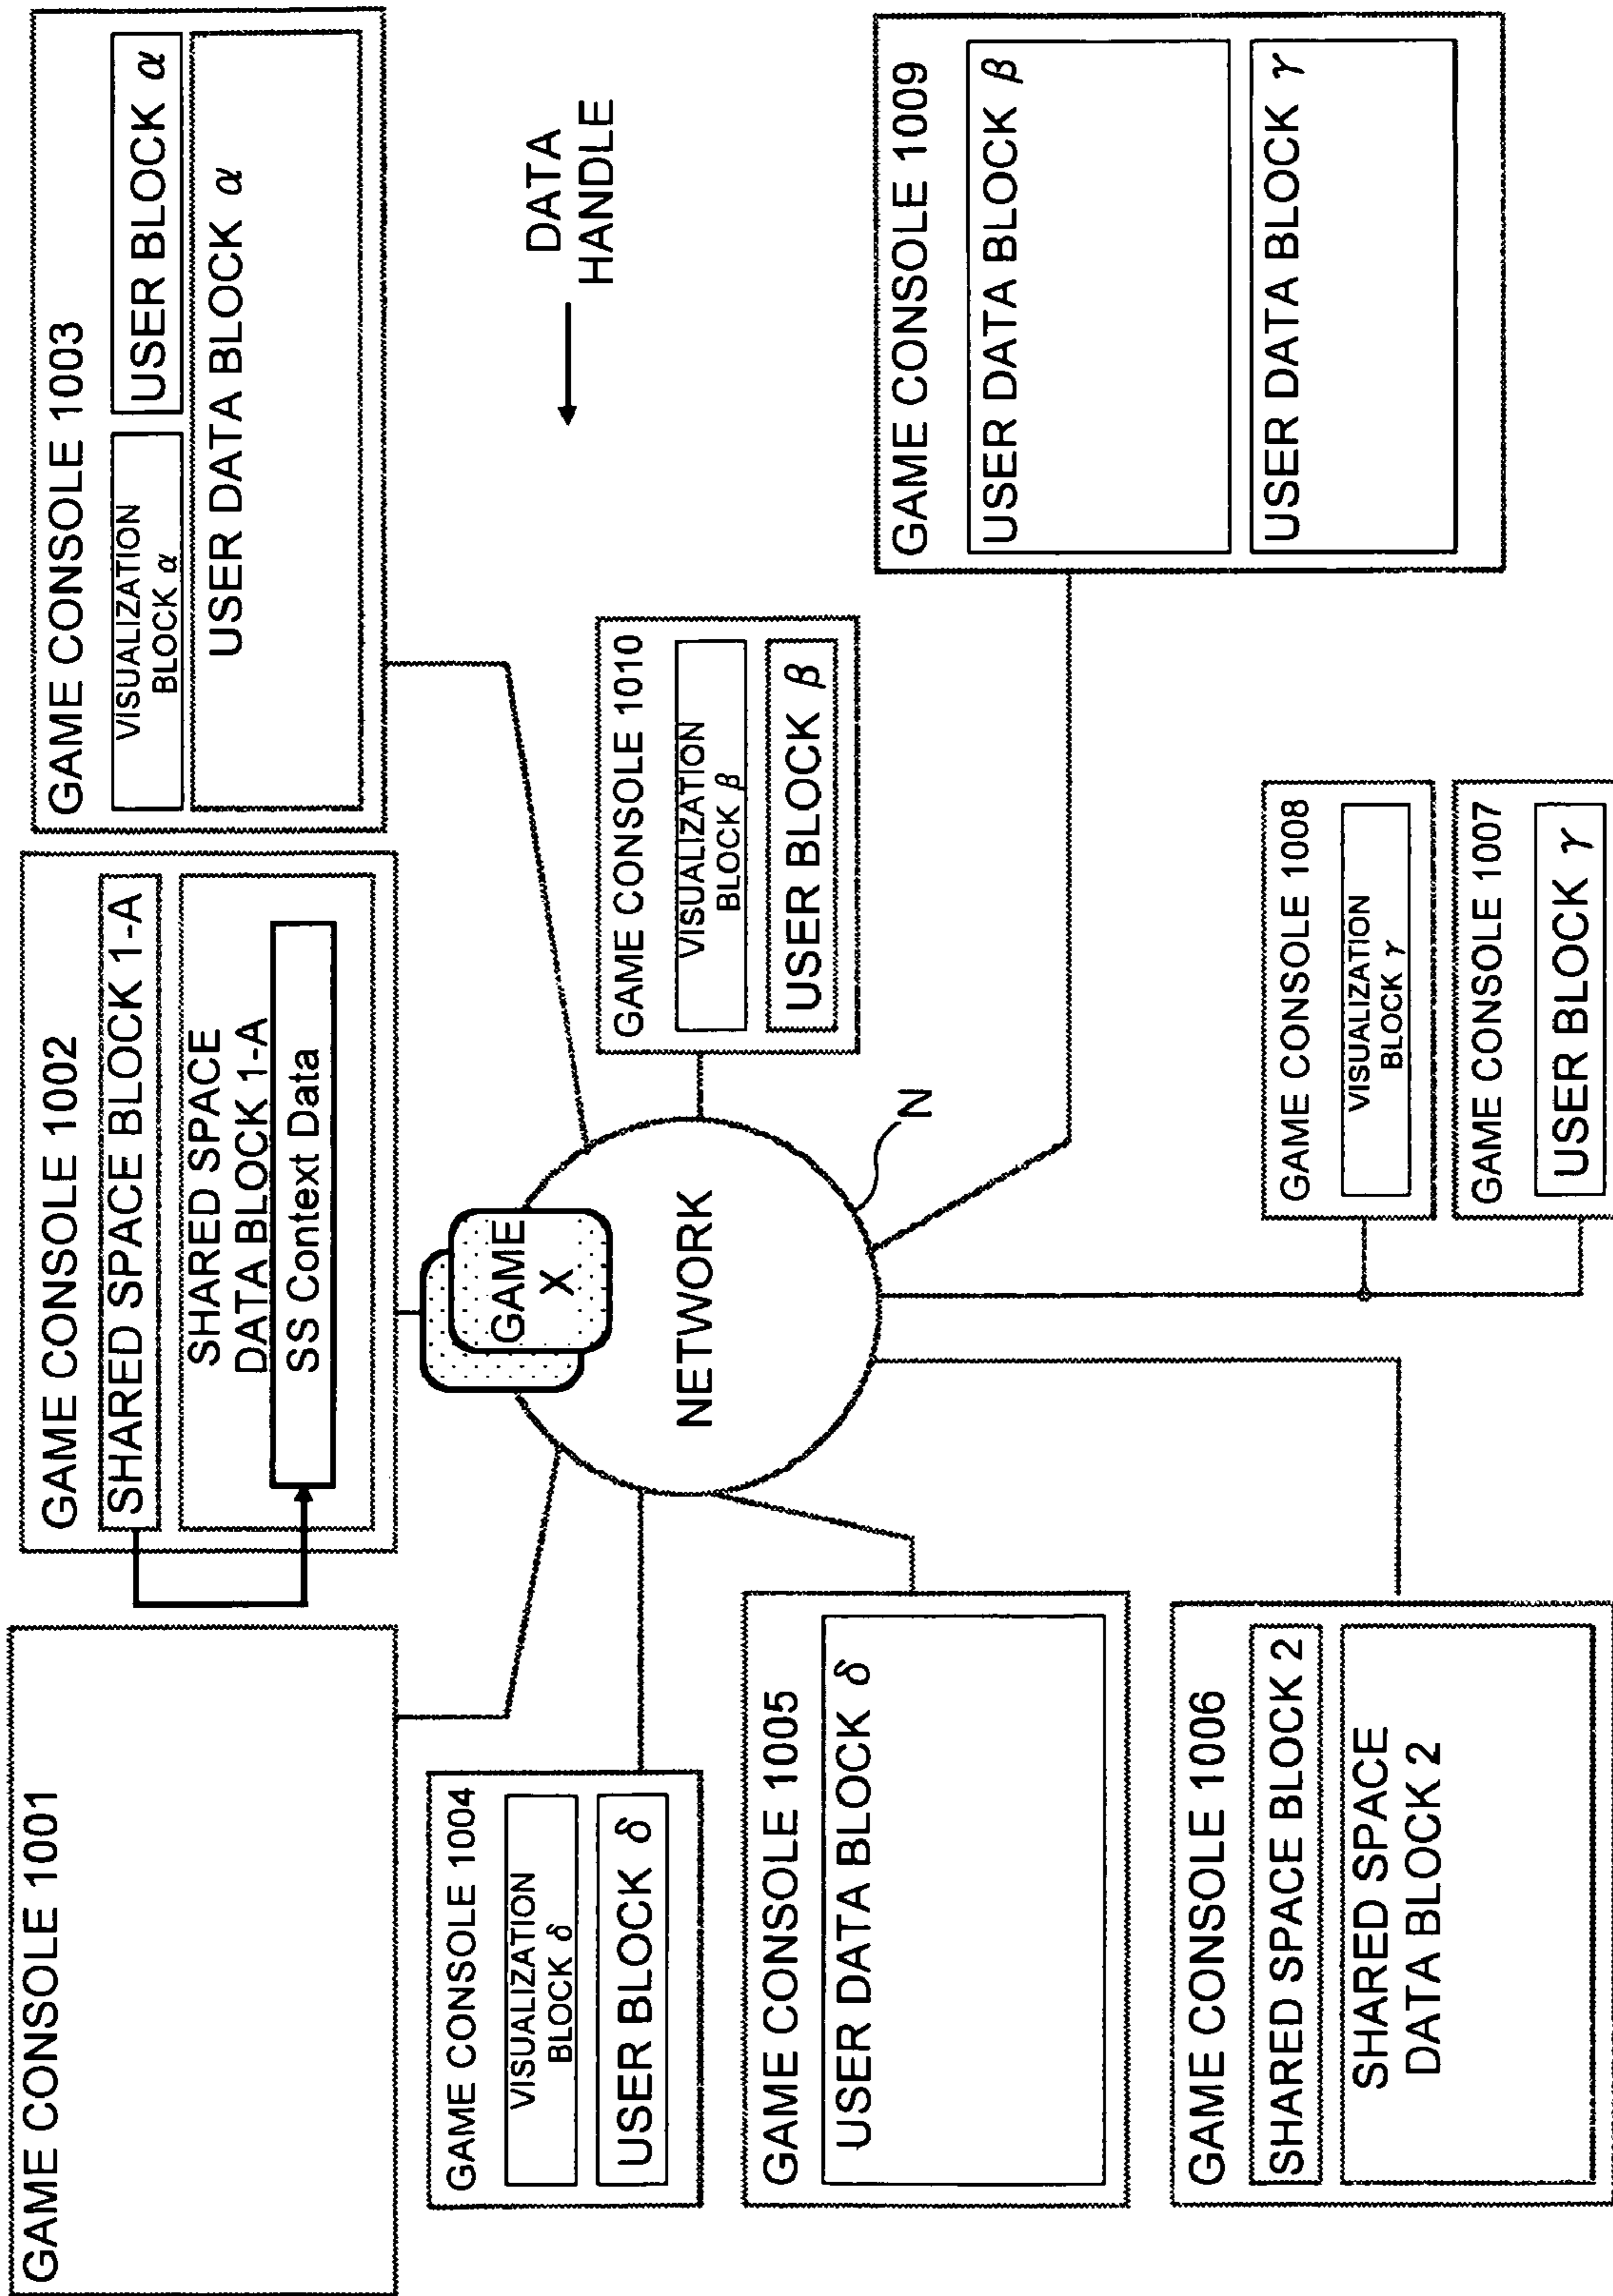 GAME CONSOLE 1001
GAME CONSOLE 1002
SHARED SPACE BLOCK 1-A
SHARED SPACE
DATA BLOCK 1-A
SS Context Data
GAME CONSOLE 1003
VISUALIZATION
BLOCK α
USER BLOCK α
USER DATA BLOCK α
DATA
HANDLE
GAME CONSOLE 1004
VISUALIZATION
BLOCK δ
USER BLOCK δ
GAME
X
NETWORK
N
GAME CONSOLE 1010
VISUALIZATION
BLOCK β
USER BLOCK β
GAME CONSOLE 1005
USER DATA BLOCK δ
GAME CONSOLE 1009
USER DATA BLOCK β
USER DATA BLOCK γ
GAME CONSOLE 1006
SHARED SPACE BLOCK 2
SHARED SPACE
DATA BLOCK 2
GAME CONSOLE 1008
VISUALIZATION
BLOCK γ
GAME CONSOLE 1007
USER BLOCK γ